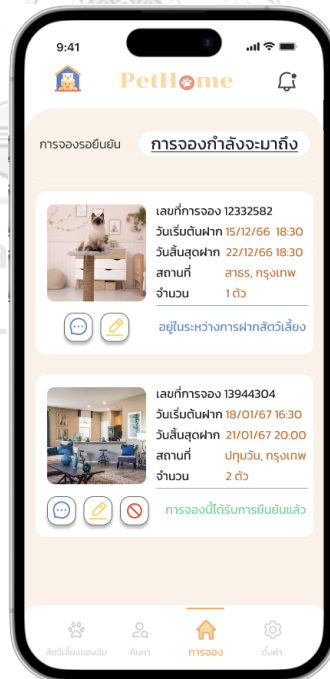 9:41
PetHome
การจองรอยืนยัน การจองกำลังจะมาถึง
เลขที่การจอง 12332582
วันเริ่มต้นฝาก 15/12/66 18:30
วันสิ้นสุดฝาก 22/12/66 18:30
สถานที่ สาธร, กรุงเทพ
จำนวน 1 ตัว
อยู่ในระหว่างการฝากสัตว์เลี้ยง
เลขที่การจอง 13944304
วันเริ่มต้นฝาก 18/01/67 16:30
วันสิ้นสุดฝาก 21/01/67 20:00
สถานที่ ปทุมวัน, กรุงเทพ
จำนวน 2 ตัว
การจองนี้ได้รับการยืนยันแล้ว
สัตว์เลี้ยงของฉัน ค้นหา การจอง ตั้งค่า